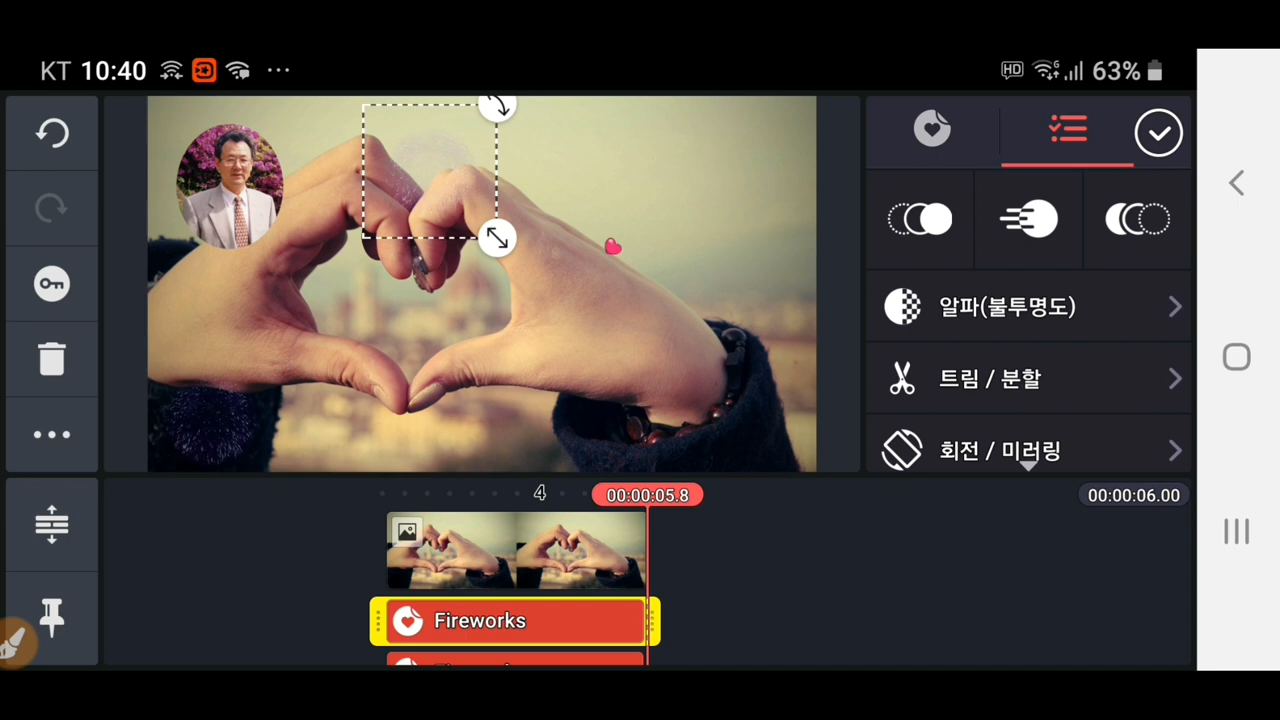 KT 10:40
HD
63%
알파(불투명도)
트림 / 분할
회전 / 미러링
4
00:00:05.8
00:00:06.00
Fireworks